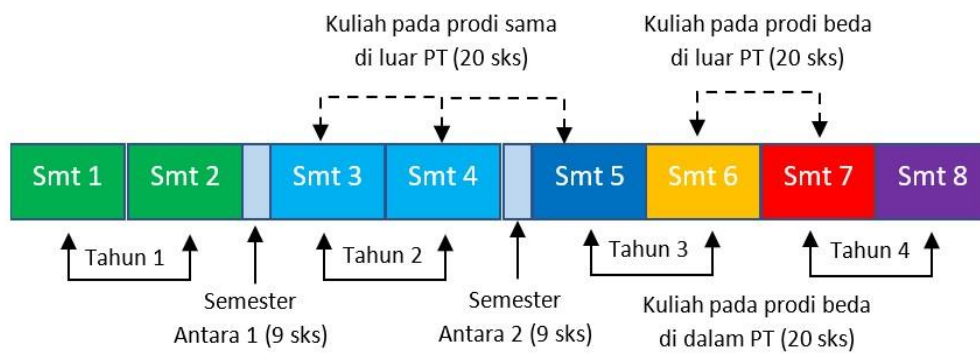 Kuliah pada prodi sama
di luar PT (20 sks)
Kuliah pada prodi beda
di luar PT (20 sks)
Smt 1
Smt 2
Smt 3
Smt 4
Smt 5
Smt 6
Smt 7
Smt 8
Tahun 1
Tahun 2
Tahun 3
Tahun 4
Semester
Antara 1 (9 sks)
Semester
Antara 2 (9 sks)
Kuliah pada prodi beda
di dalam PT (20 sks)